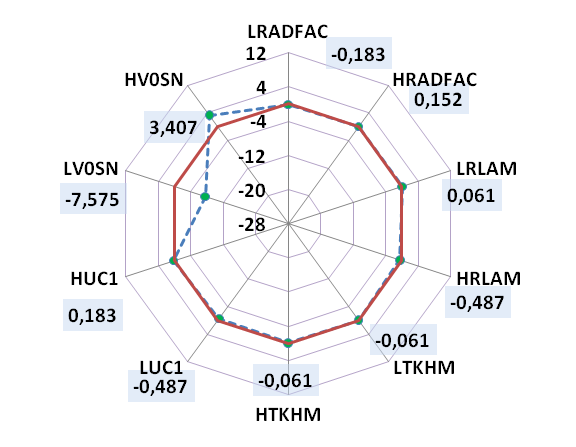 LRADFAC
12
-0,183
HV0SN
HRADFAC
4
0,152
3,407
-4
-12
LV0SN
LRLAM
-7,575
0,061
-20
-28
HUC1
HRLAM
-0,487
0,183
-0,061
LUC1
LTKHM
-0,487
-0,061
HTKHM